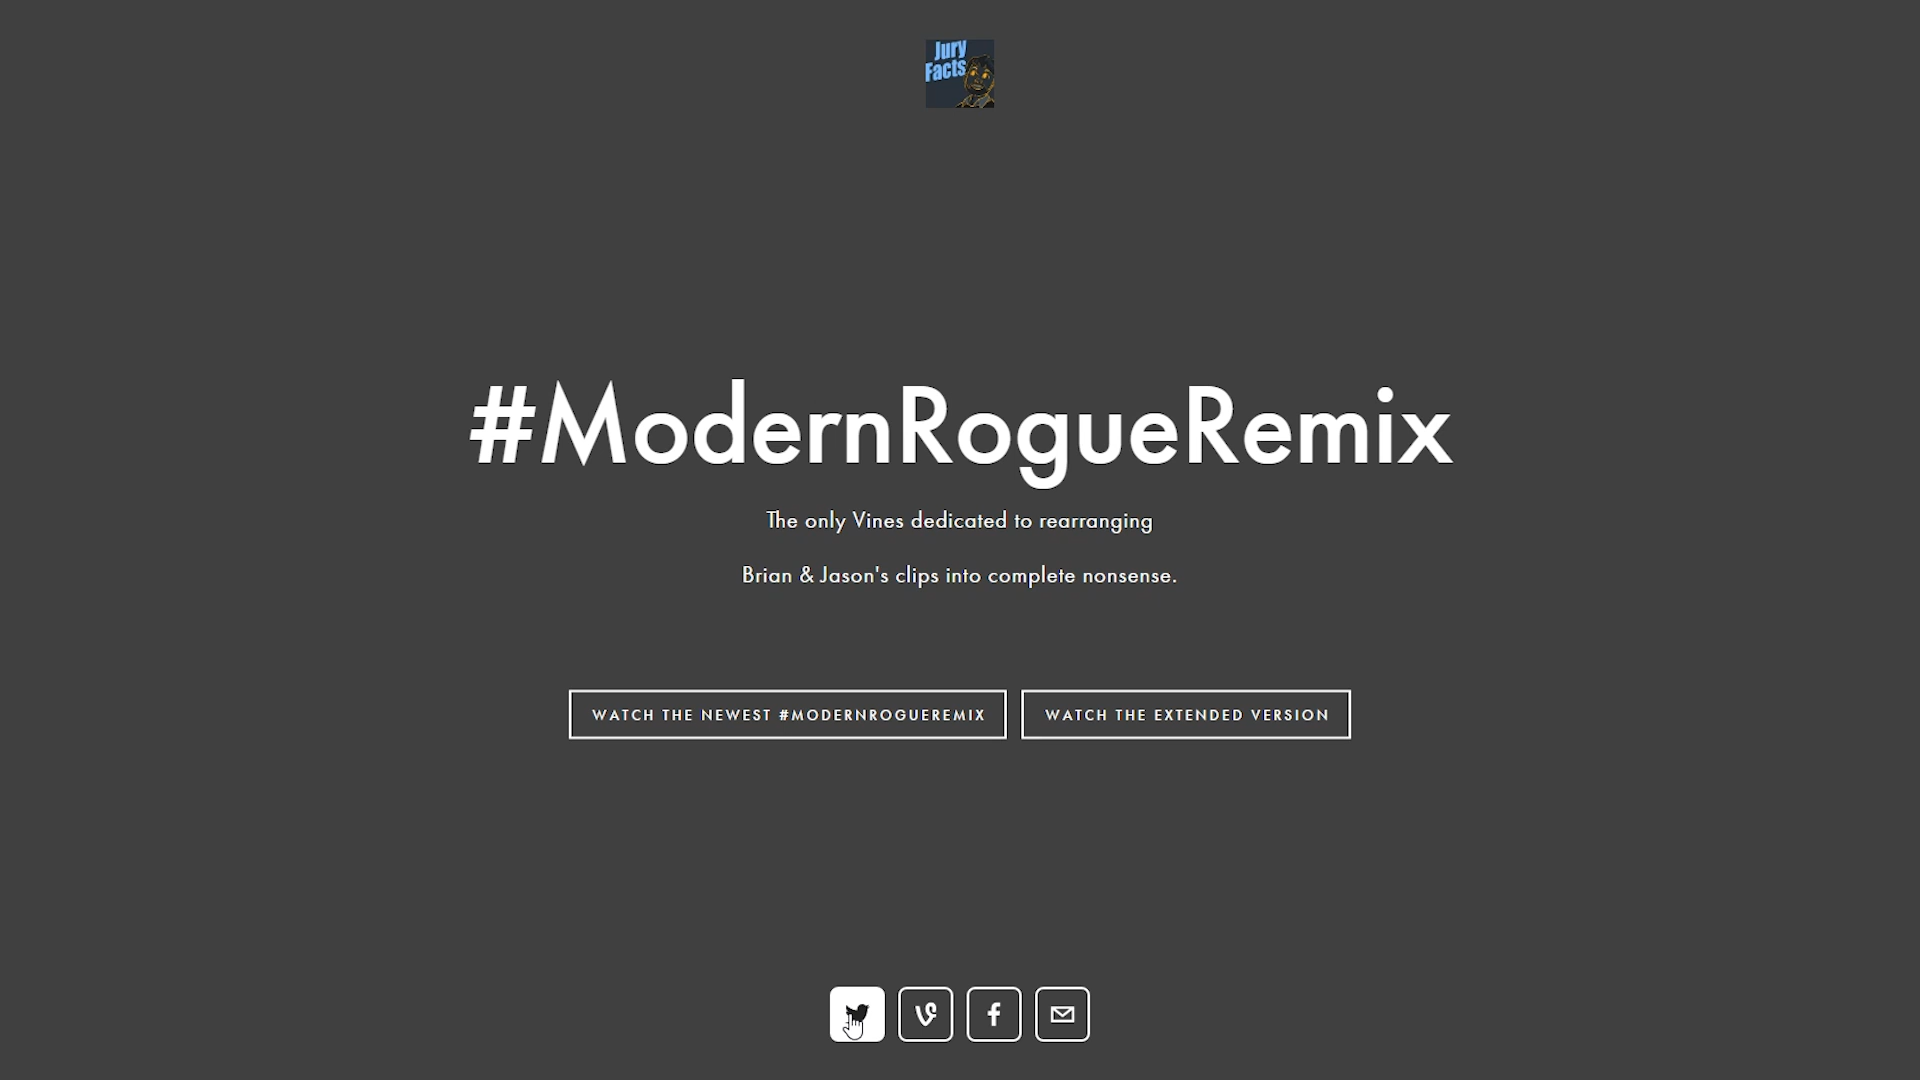 Jury
Facts
#ModernRogueRemix
The only Vines dedicated to rearranging
Brian & Jason's clips into complete nonsense.
WATCH THE NEWEST #MODERNROGUEREMIX
WATCH THE EXTENDED VERSION